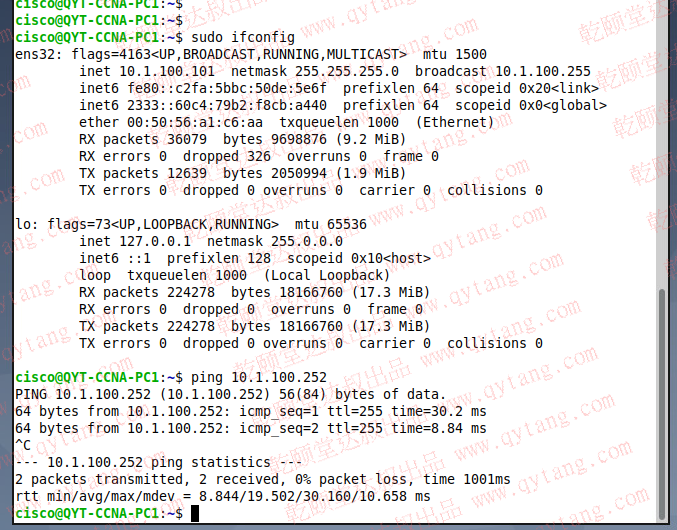 cisco@QYT-CCNA-PC1:~$
cisco@QYT-CCNA-PC1:~$
cisco@QYT-CCNA-PC1:~$ sudo ifconfig
ens32: flags=4163<UP,BROADCAST,RUNNING,MULTICAST>  mtu 1500
        inet 10.1.100.101  netmask 255.255.255.0  broadcast 10.1.100.255
        inet6 fe80::c2fa:5bbc:50de:5e6f  prefixlen 64  scopeid 0x20<link>
        inet6 2333::60c4:79b2:f8cb:a440  prefixlen 64  scopeid 0x0<global>
        ether 00:50:56:a1:c6:aa  txqueuelen 1000  (Ethernet)
        RX packets 36079  bytes 9698876 (9.2 MiB)
        RX errors 0  dropped 326  overruns 0  frame 0
        TX packets 12639  bytes 2050994 (1.9 MiB)
        TX errors 0  dropped 0 overruns 0  carrier 0  collisions 0
lo: flags=73<UP,LOOPBACK,RUNNING>  mtu 65536
        inet 127.0.0.1  netmask 255.0.0.0
        inet6 ::1  prefixlen 128  scopeid 0x10<host>
        loop  txqueuelen 1000  (Local Loopback)
        RX packets 224278  bytes 18166760 (17.3 MiB)
        RX errors 0  dropped 0  overruns 0  frame 0
        TX packets 224278  bytes 18166760 (17.3 MiB)
        TX errors 0  dropped 0 overruns 0  carrier 0  collisions 0
cisco@QYT-CCNA-PC1:~$ ping 10.1.100.252
PING 10.1.100.252 (10.1.100.252) 56(84) bytes of data.
64 bytes from 10.1.100.252: icmp_seq=1 ttl=255 time=30.2 ms
64 bytes from 10.1.100.252: icmp_seq=2 ttl=255 time=8.84 ms
^C
--- 10.1.100.252 ping statistics ---
2 packets transmitted, 2 received, 0% packet loss, time 1001ms
rtt min/avg/max/mdev = 8.844/19.502/30.160/10.658 ms
cisco@QYT-CCNA-PC1:~$
乾颐堂达叔出品 www.qytang.com